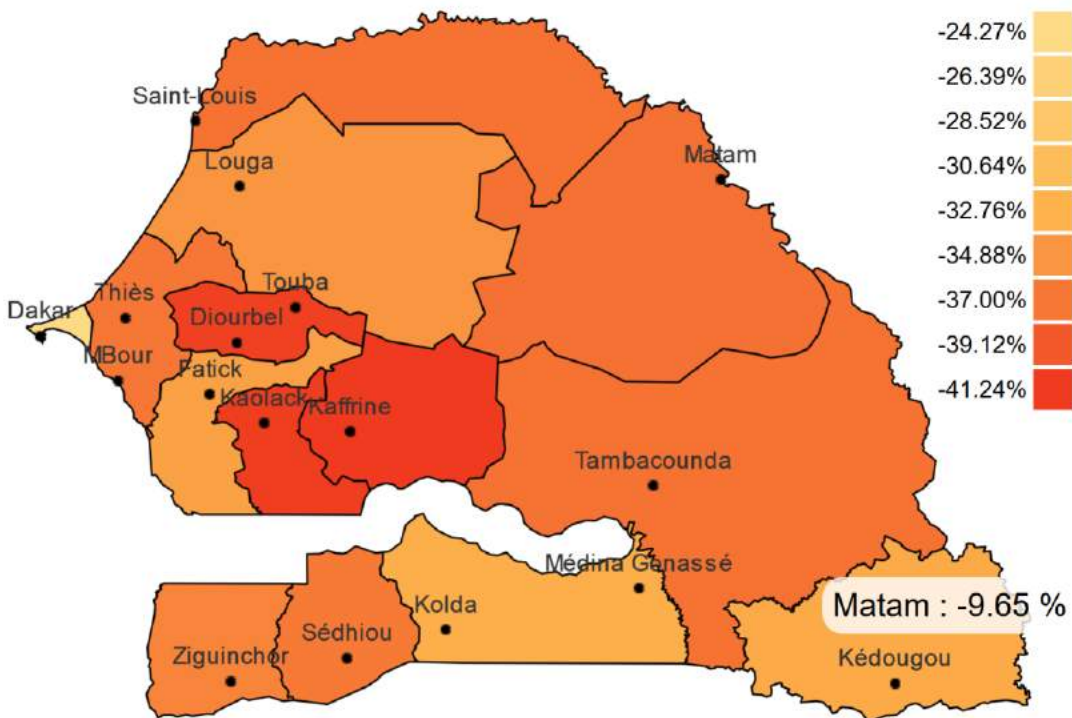 -24.27%
-26.39%
-28.52%
-30.64%
-32.76%
-34.88%
-37.00%
-39.12%
-41.24%
Saint-Louis
Louga
Matam
Touba
Thiès
Dakar
Diourbel
MBour
Fatick
Kaolack
Kaffrine
Tambacounda
Médina Genassé
Matam : -9.65 %
Kolda
Sédhiou
Ziguinchor
Kédougou